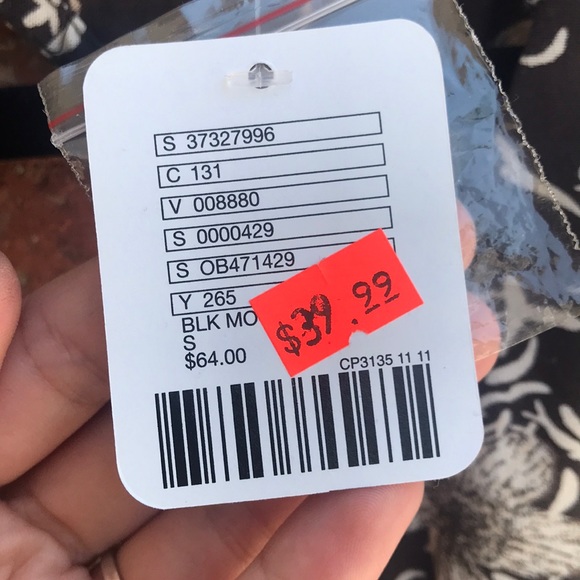 S 37327996
C 131
V 008880
S 0000429
S OB471429
Y 265
BLK MO
S
$64.00
$39.99
CP3135 11 11